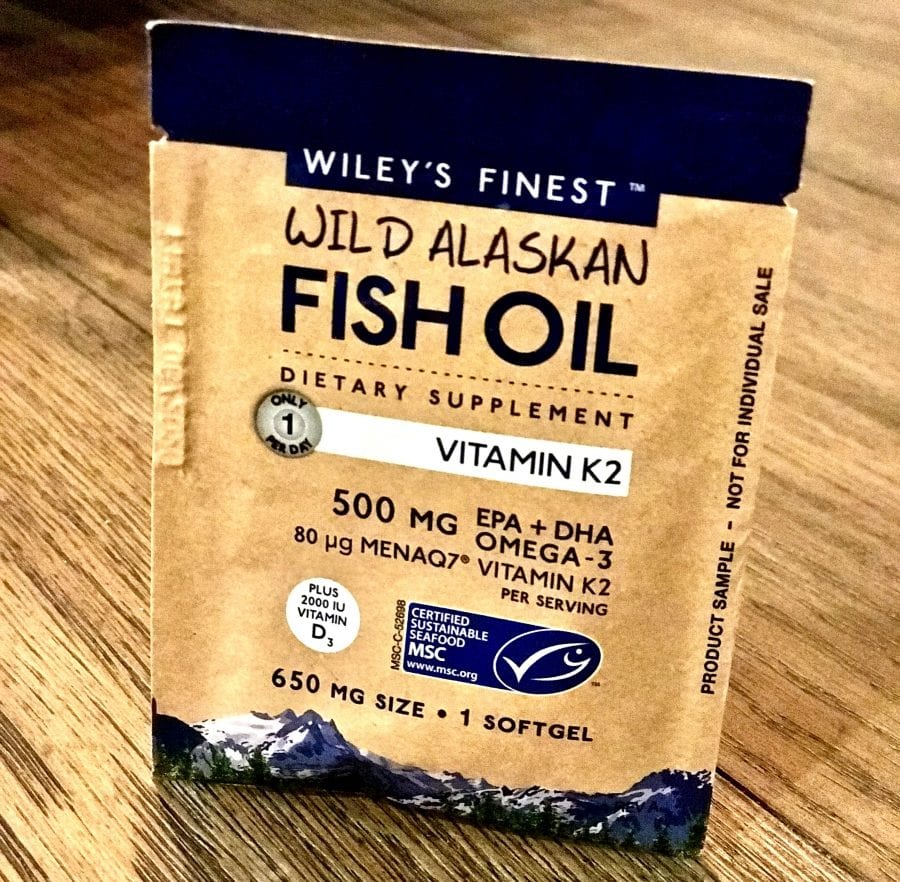 WILEY'S FINEST™
WILD ALASKAN
FISH OIL
DIETARY SUPPLEMENT
ONLY
1
PER DAY
VITAMIN K2
500 MG EPA + DHA
OMEGA-3
80 µg MENAQ7® VITAMIN K2
PER SERVING
PLUS
2000 IU
VITAMIN
D3
MSC-C-52698
CERTIFIED
SUSTAINABLE
SEAFOOD
MSC
www.msc.org
™
650 MG SIZE • 1 SOFTGEL
PRODUCT SAMPLE - NOT FOR INDIVIDUAL SALE